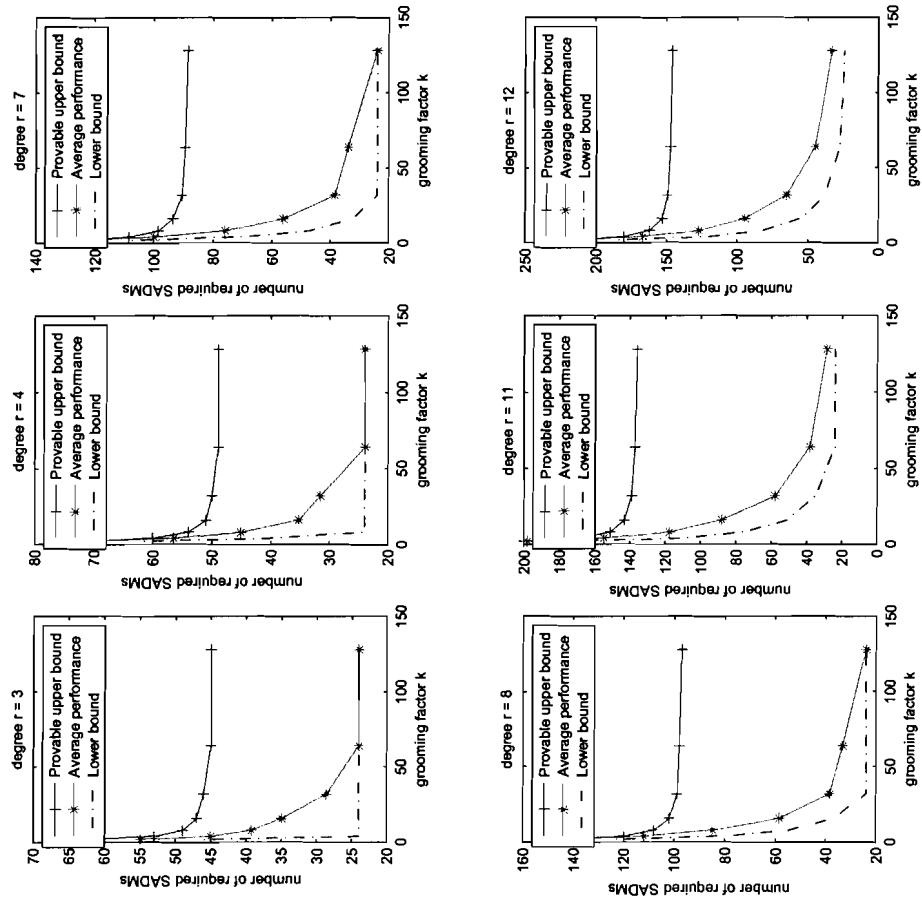 degree r = 3
Provable upper bound
Average performance
Lower bound
number of required SADMs
70
65
60
55
50
45
40
35
30
25
20
0
50
100
150
grooming factor k
degree r = 4
Provable upper bound
Average performance
Lower bound
number of required SADMs
80
70
60
50
40
30
20
0
50
100
150
grooming factor k
degree r = 7
Provable upper bound
Average performance
Lower bound
number of required SADMs
140
120
100
80
60
40
20
0
50
100
150
grooming factor k
degree r = 8
Provable upper bound
Average performance
Lower bound
number of required SADMs
160
140
120
100
80
60
40
20
0
50
100
150
grooming factor k
degree r = 11
Provable upper bound
Average performance
Lower bound
number of required SADMs
200
180
160
140
120
100
80
60
40
20
0
0
50
100
150
grooming factor k
degree r = 12
Provable upper bound
Average performance
Lower bound
number of required SADMs
250
200
150
100
50
0
0
50
100
150
grooming factor k